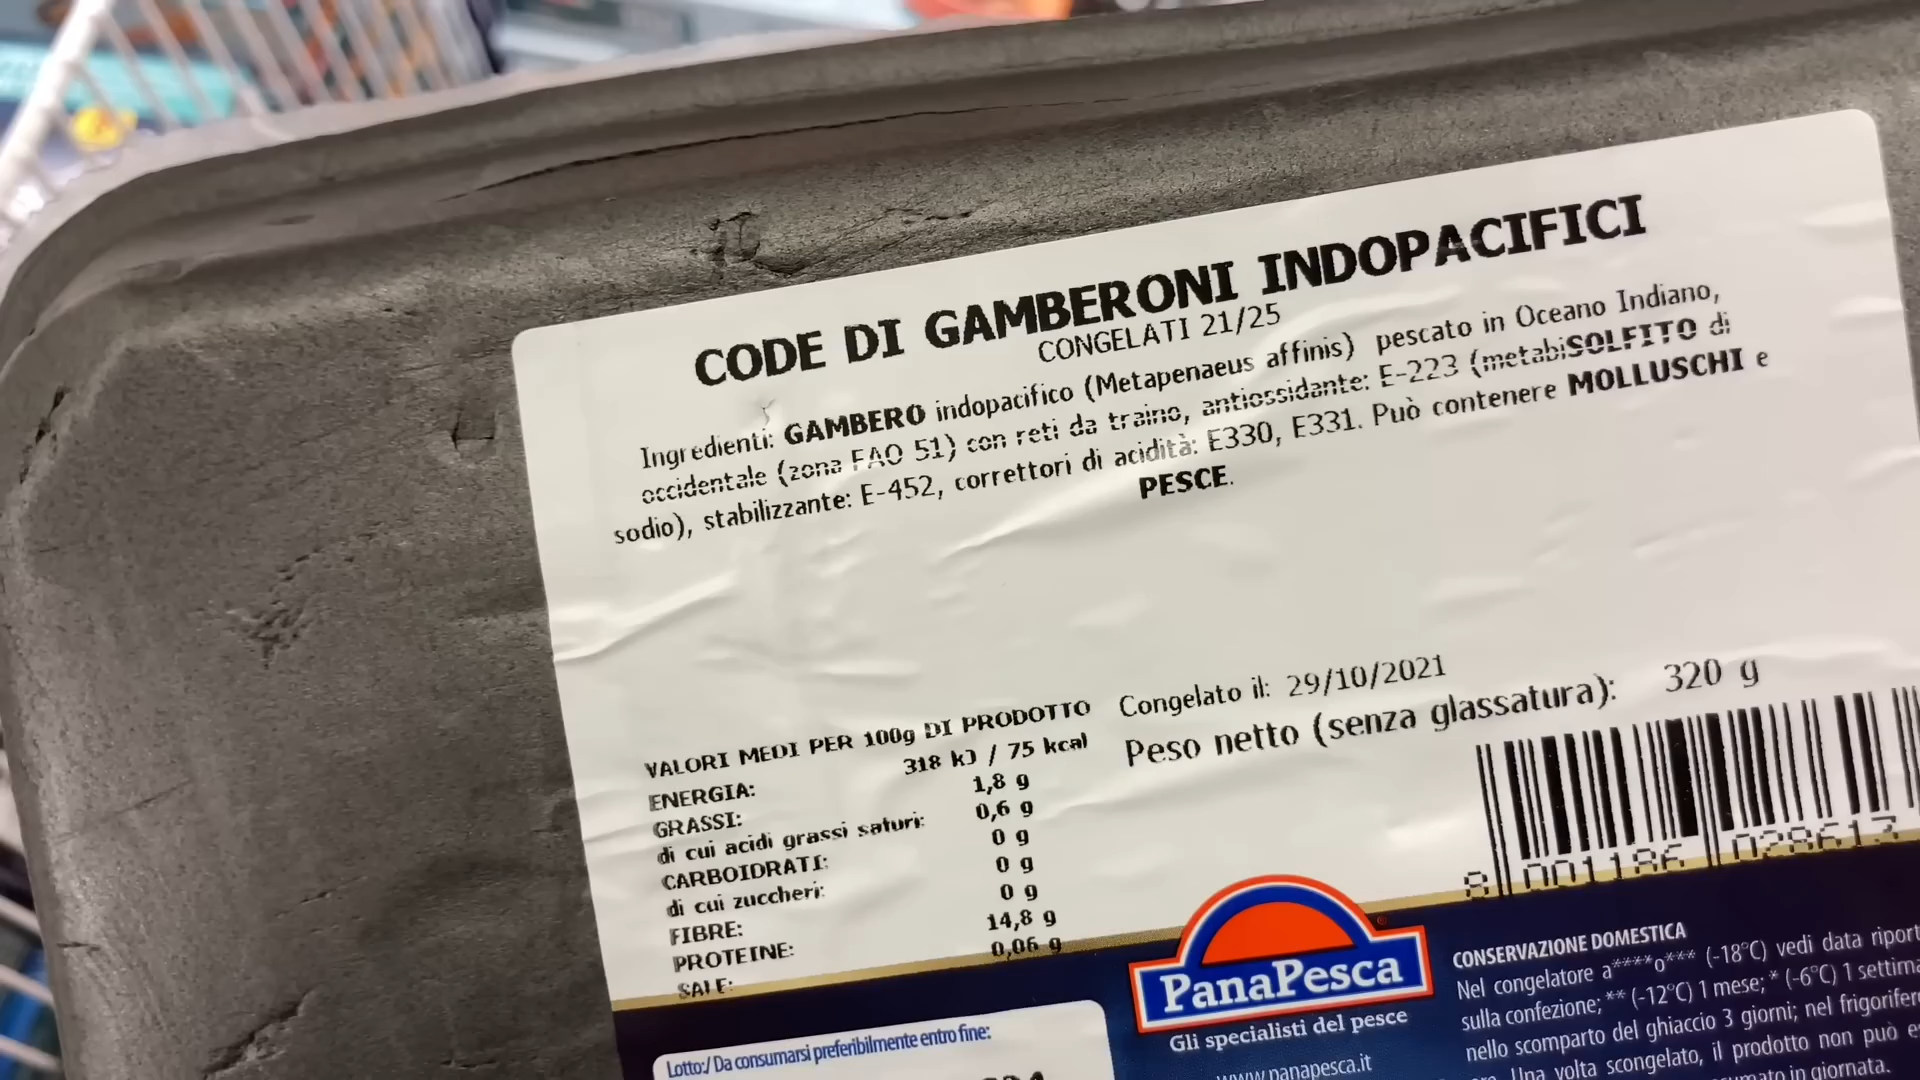 CODE DI GAMBERONI INDOPACIFICI
CONGELATI 21/25
Ingredienti: GAMBERO indopacifico (Metapenaeus affinis) pescato in Oceano Indiano,
occidentale (zona FAO 51) con reti da traino, antiossidante: E-223 (metabiSOLFITO di
sodio), stabilizzante: E-452, correttori di acidità: E330, E331. Può contenere MOLLUSCHI e
PESCE.
VALORI MEDI PER 100g DI PRODOTTO
ENERGIA: 318 kJ / 75 kcal
GRASSI: 1,8 g
di cui acidi grassi saturi: 0,6 g
CARBOIDRATI: 0 g
di cui zuccheri: 0 g
FIBRE: 0 g
PROTEINE: 14,8 g
SALE: 0,06 g
Congelato il: 29/10/2021
Peso netto (senza glassatura): 320 g
8 001186 028613
PanaPesca
Gli specialisti del pesce
www.panapesca.it
Lotto:/ Da consumarsi preferibilmente entro fine:
CONSERVAZIONE DOMESTICA
Nel congelatore a****o*** (-18°C) vedi data
sulla confezione; ** (-12°C) 1 mese; * (-6°C) 1
nello scomparto del ghiaccio 3 giorni; nel
Una volta scongelato, il prodotto non può
in giornata.